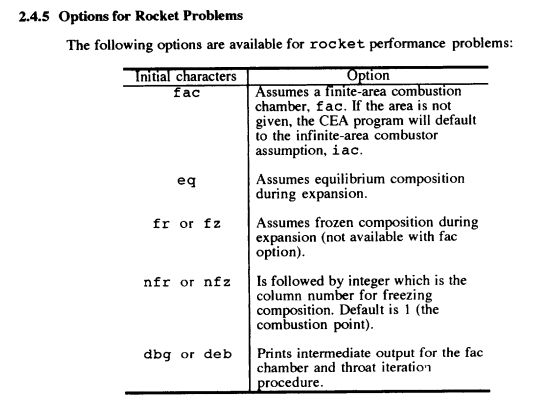 2.4.5 Options for Rocket Problems
The following options are available for rocket performance problems:
Initial characters Option
fac Assumes a finite-area combustion
chamber, fac. If the area is not
given, the CEA program will default
to the infinite-area combustor
assumption, iac.
eq Assumes equilibrium composition
during expansion.
fr or fz Assumes frozen composition during
expansion (not available with fac
option).
nfr or nfz Is followed by integer which is the
column number for freezing
composition. Default is 1 (the
combustion point).
dbg or deb Prints intermediate output for the fac
chamber and throat iteration
procedure.